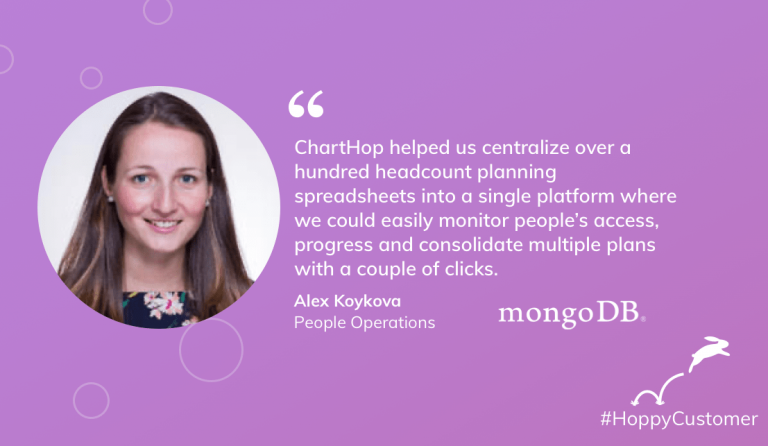 “
ChartHop helped us centralize over a
hundred headcount planning
spreadsheets into a single platform where
we could easily monitor people’s access,
progress and consolidate multiple plans
with a couple of clicks.
Alex Koykova
People Operations
mongoDB®
#HoppyCustomer